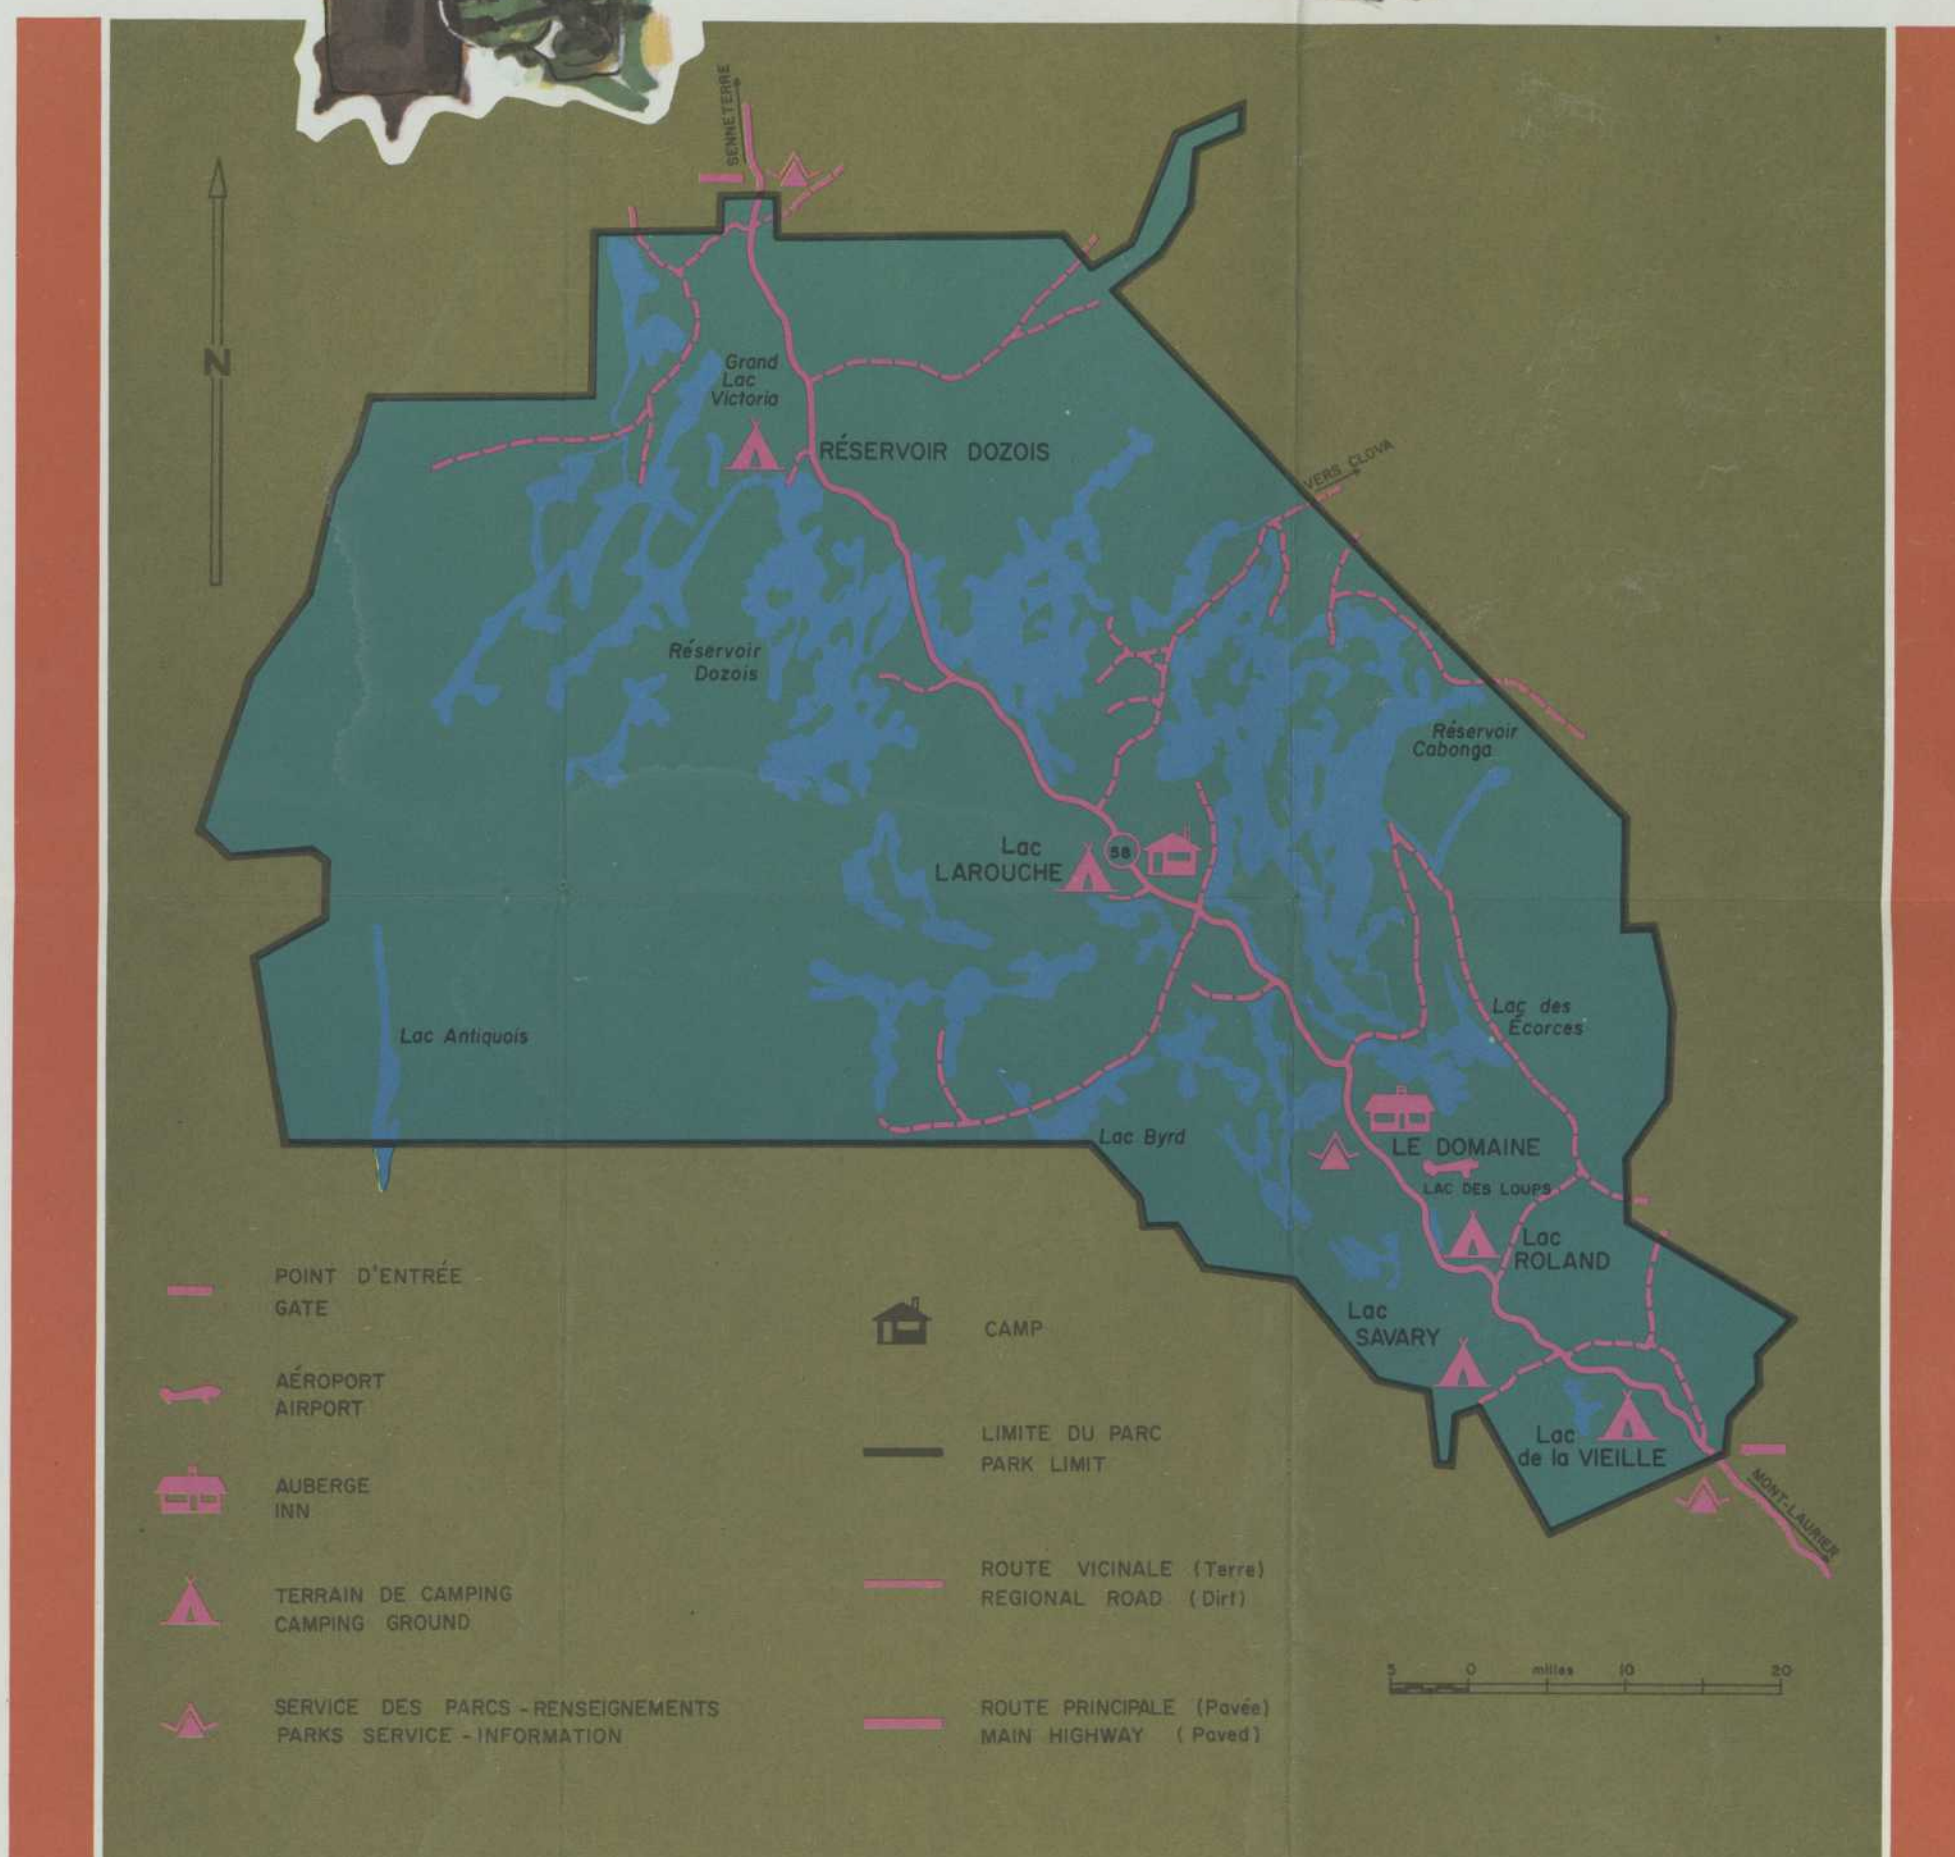 SENNETERRE
N
Grand
Lac
Victoria
RÉSERVOIR DOZOIS
VERS CLOVA
Réservoir
Dozois
Réservoir
Cabonga
Lac
LAROUCHE
58
Lac des
Écorces
Lac Antiquois
Lac Byrd
LE DOMAINE
LAC DES LOUPS
Lac
ROLAND
Lac
SAVARY
Lac
de la VIEILLE
MONT-LAURIER
POINT D'ENTRÉE
GATE
AÉROPORT
AIRPORT
AUBERGE
INN
TERRAIN DE CAMPING
CAMPING GROUND
SERVICE DES PARCS - RENSEIGNEMENTS
PARKS SERVICE - INFORMATION
CAMP
LIMITE DU PARC
PARK LIMIT
ROUTE VICINALE (Terre)
REGIONAL ROAD (Dirt)
ROUTE PRINCIPALE (Pavée)
MAIN HIGHWAY (Paved)
5 0 milles 10 20